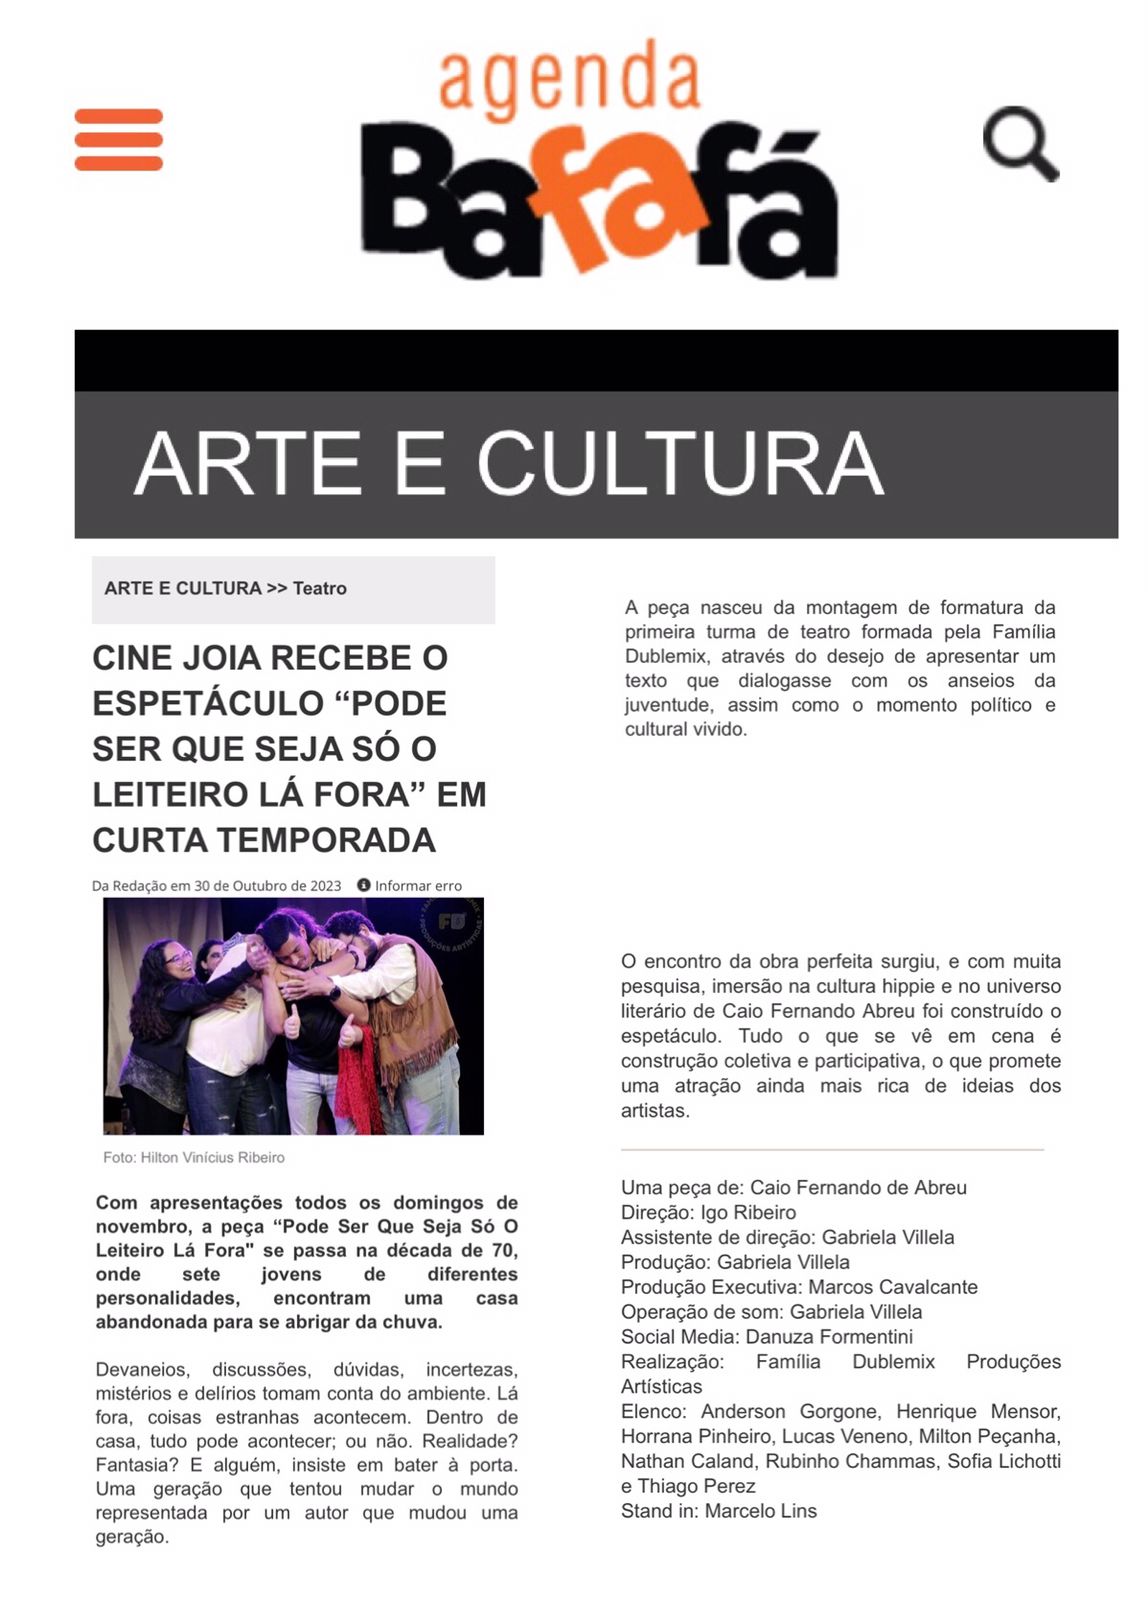 agenda
Bafafá
ARTE E CULTURA
ARTE E CULTURA >> Teatro
CINE JOIA RECEBE O
ESPETÁCULO “PODE
SER QUE SEJA SÓ O
LEITEIRO LÁ FORA” EM
CURTA TEMPORADA
Da Redação em 30 de Outubro de 2023 Informar erro
FD
PRODUÇÕES ARTÍSTICAS
Foto: Hilton Vinícius Ribeiro
Com apresentações todos os domingos de
novembro, a peça “Pode Ser Que Seja Só O
Leiteiro Lá Fora" se passa na década de 70,
onde sete jovens de diferentes
personalidades, encontram uma casa
abandonada para se abrigar da chuva.
Devaneios, discussões, dúvidas, incertezas,
mistérios e delírios tomam conta do ambiente. Lá
fora, coisas estranhas acontecem. Dentro de
casa, tudo pode acontecer; ou não. Realidade?
Fantasia? E alguém, insiste em bater à porta.
Uma geração que tentou mudar o mundo
representada por um autor que mudou uma
geração.
A peça nasceu da montagem de formatura da
primeira turma de teatro formada pela Família
Dublemix, através do desejo de apresentar um
texto que dialogasse com os anseios da
juventude, assim como o momento político e
cultural vivido.
O encontro da obra perfeita surgiu, e com muita
pesquisa, imersão na cultura hippie e no universo
literário de Caio Fernando Abreu foi construído o
espetáculo. Tudo o que se vê em cena é
construção coletiva e participativa, o que promete
uma atração ainda mais rica de ideias dos
artistas.
Uma peça de: Caio Fernando de Abreu
Direção: Igo Ribeiro
Assistente de direção: Gabriela Villela
Produção: Gabriela Villela
Produção Executiva: Marcos Cavalcante
Operação de som: Gabriela Villela
Social Media: Danuza Formentini
Realização: Família Dublemix Produções
Artísticas
Elenco: Anderson Gorgone, Henrique Mensor,
Horrana Pinheiro, Lucas Veneno, Milton Peçanha,
Nathan Caland, Rubinho Chammas, Sofia Lichotti
e Thiago Perez
Stand in: Marcelo Lins